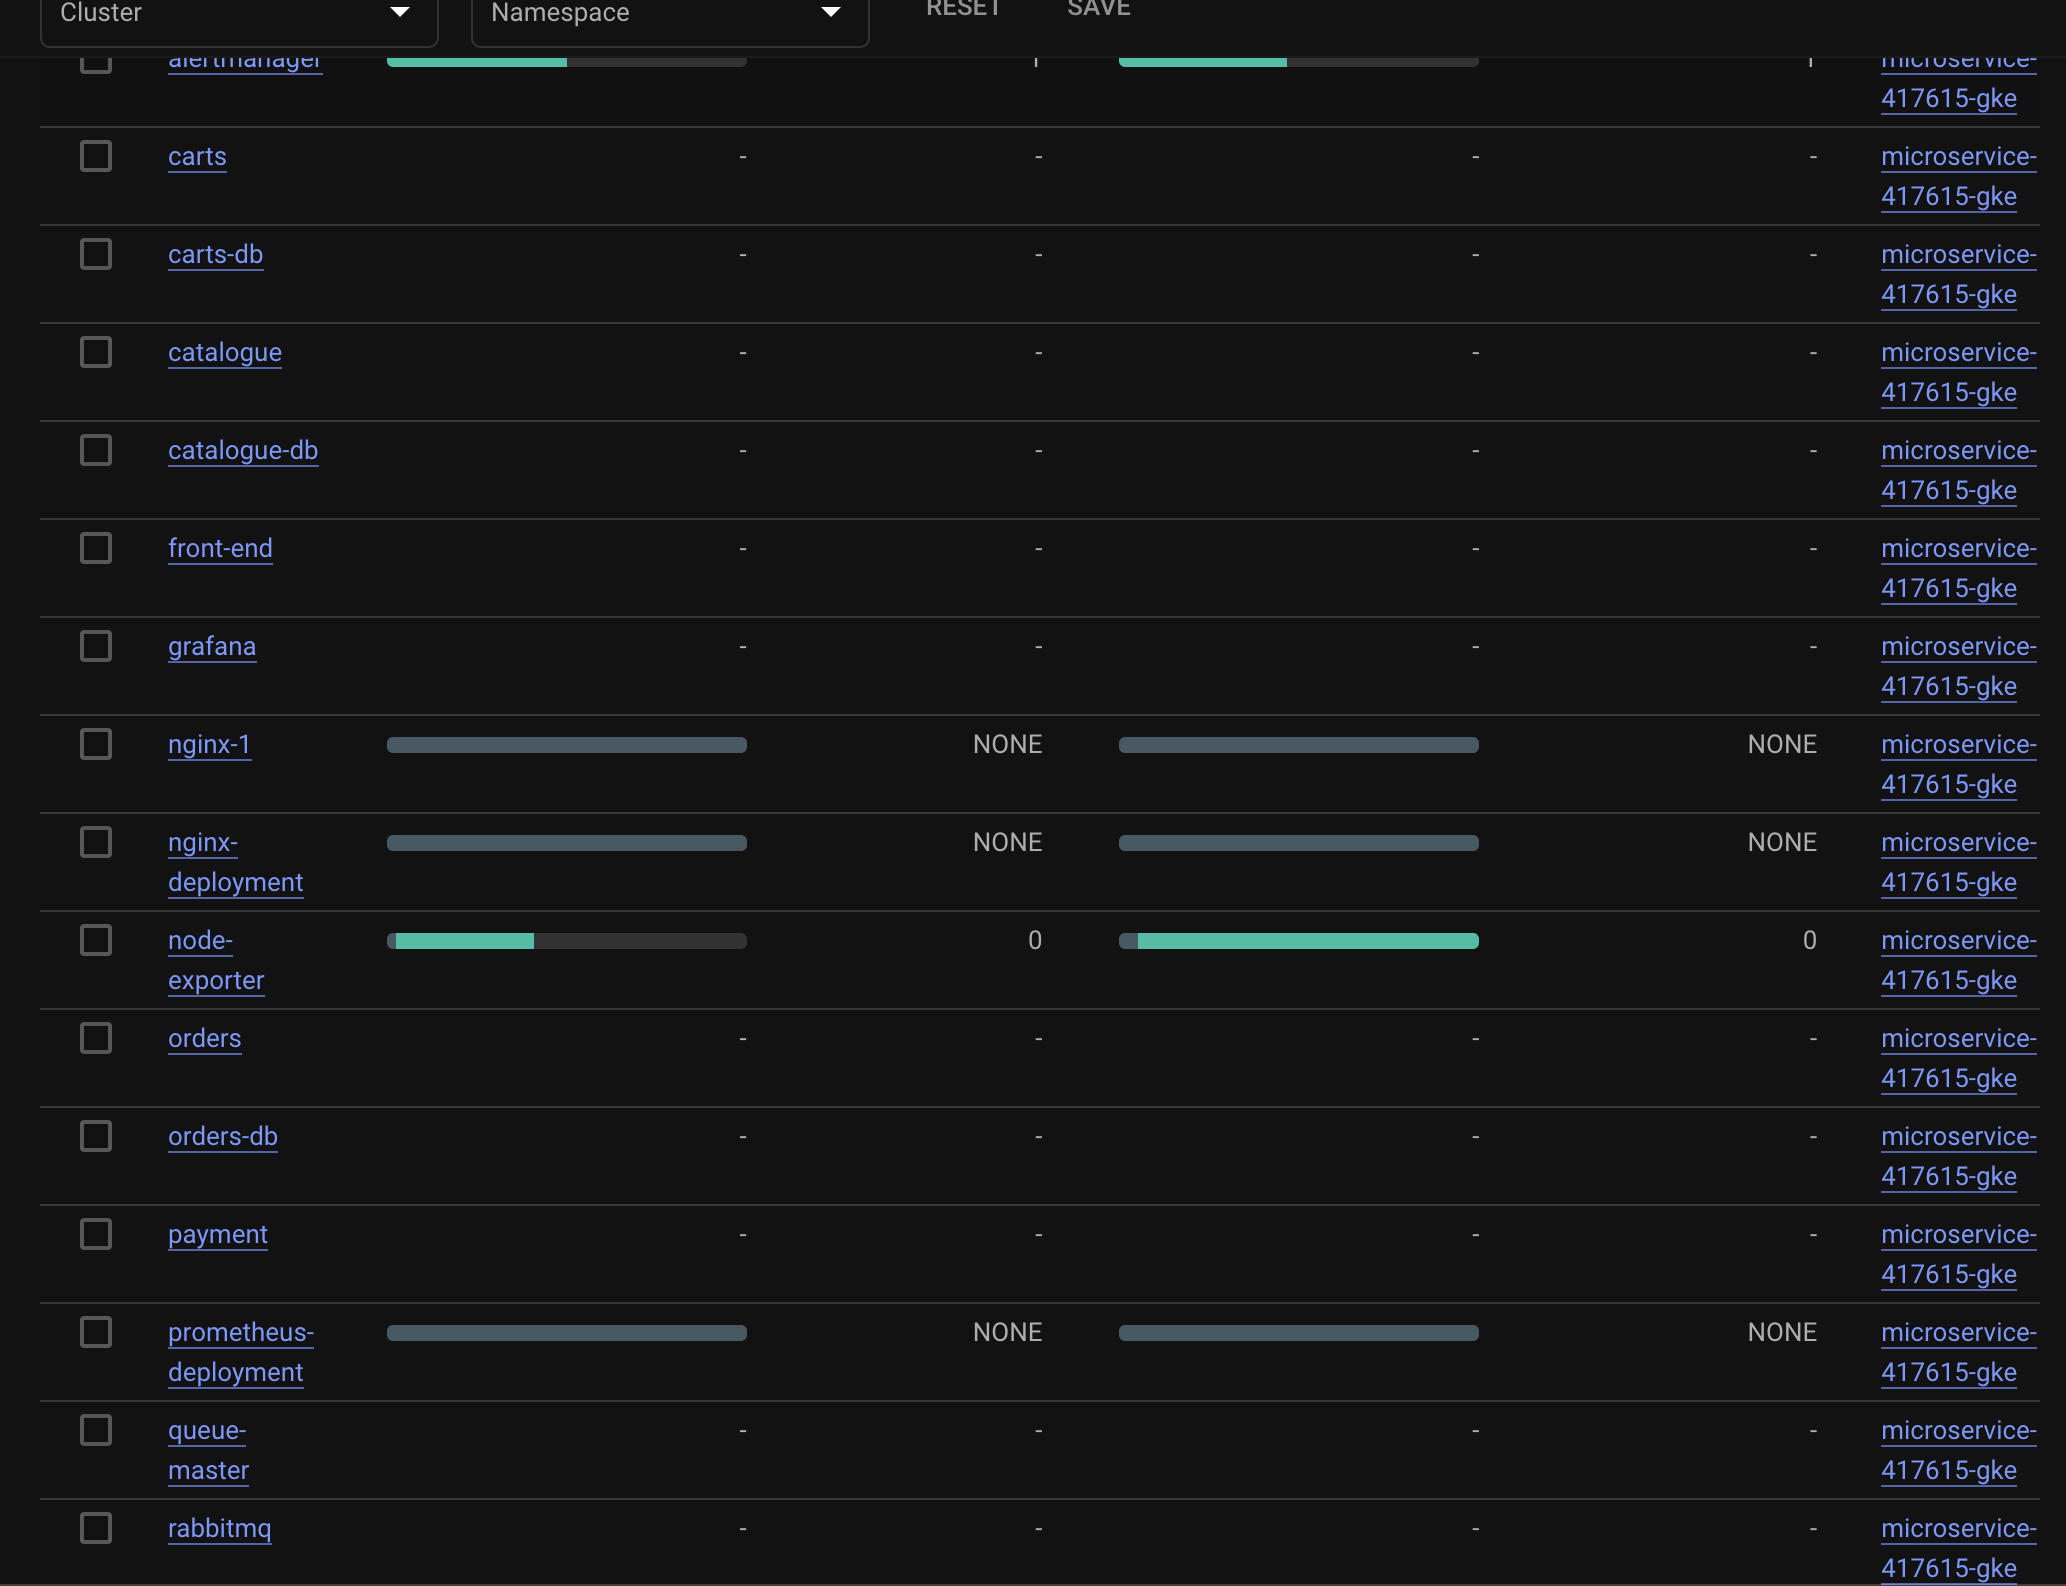 Cluster
Namespace
RESET
SAVE
alertmanager
microservice-
417615-gke
carts - - - - microservice-
417615-gke
carts-db - - - - microservice-
417615-gke
catalogue - - - - microservice-
417615-gke
catalogue-db - - - - microservice-
417615-gke
front-end - - - - microservice-
417615-gke
grafana - - - - microservice-
417615-gke
nginx-1 NONE NONE microservice-
417615-gke
nginx- NONE NONE microservice-
deployment 417615-gke
node- 0 0 microservice-
exporter 417615-gke
orders - - - - microservice-
417615-gke
orders-db - - - - microservice-
417615-gke
payment - - - - microservice-
417615-gke
prometheus- NONE NONE microservice-
deployment 417615-gke
queue- - - - - microservice-
master 417615-gke
rabbitmq - - - - microservice-
417615-gke